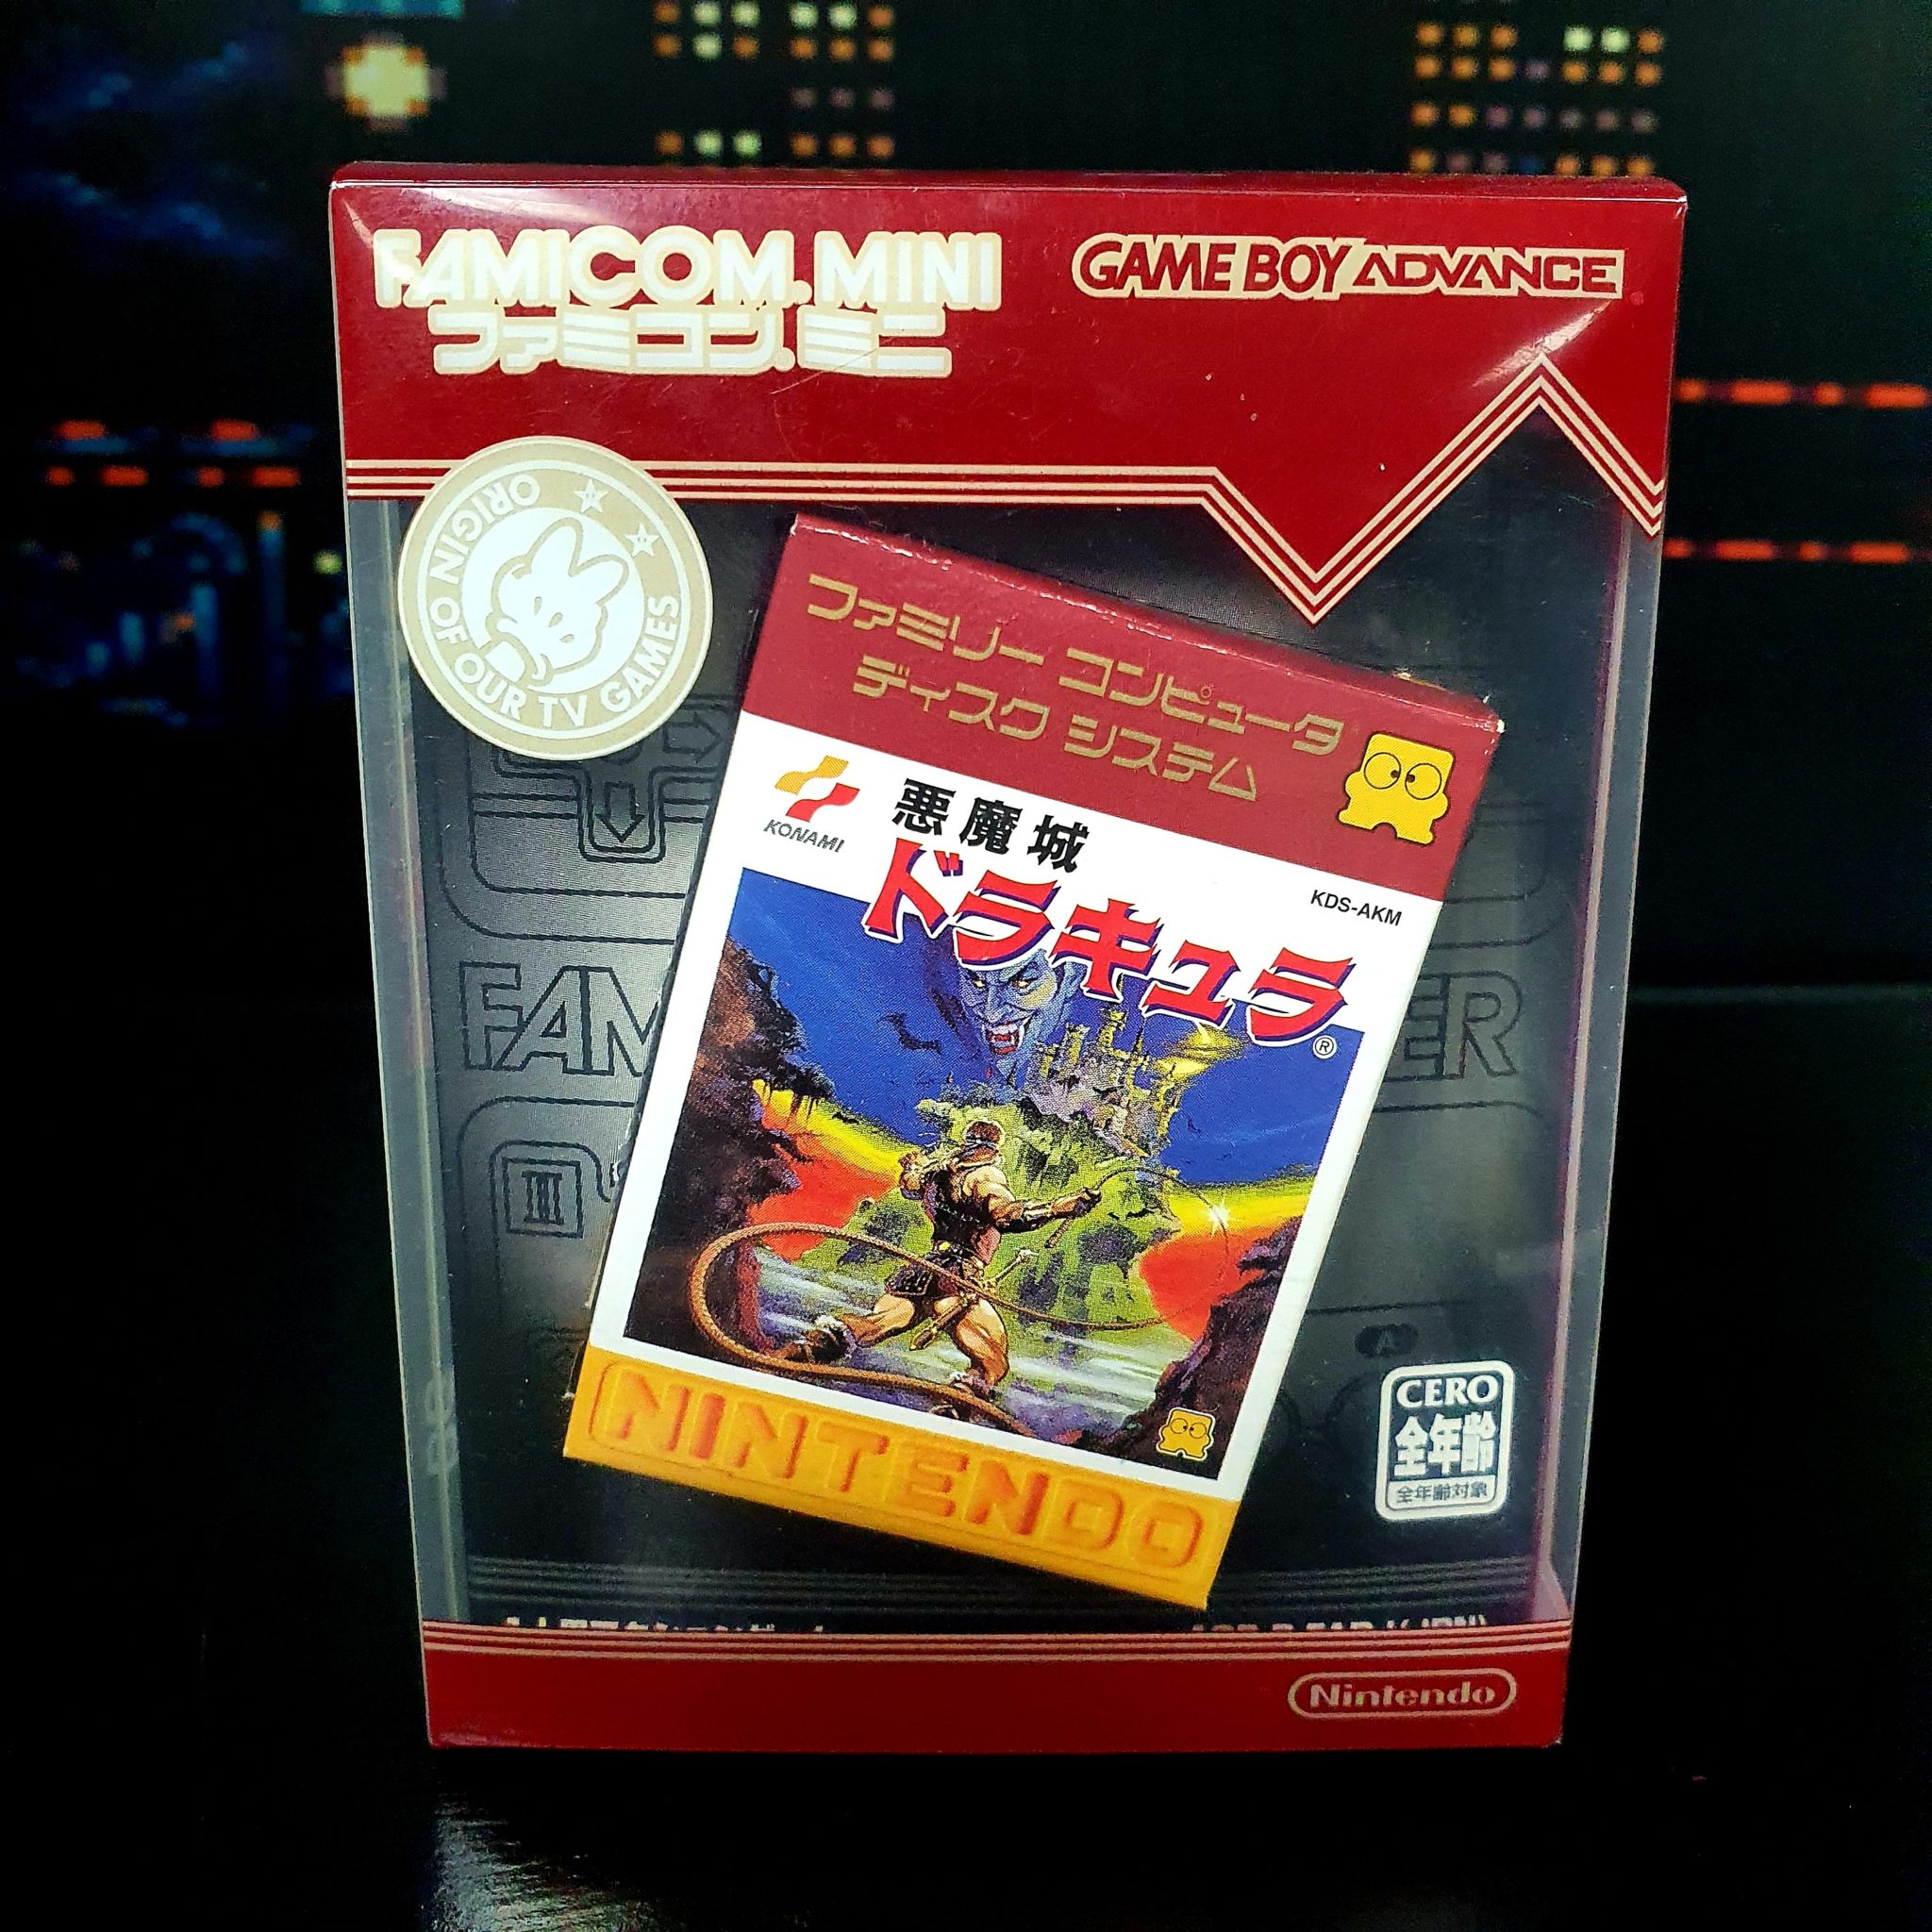 FAMICOM MINI
ファミコン ミニ
GAME BOY ADVANCE
ORIGIN OF OUR TV GAMES
ファミリー コンピュータ
ディスク システム
KONAMI
悪魔城
ドラキュラ®
KDS-AKM
FAM
ER
III
A
NINTENDO
CERO
全年齢
全年齢対象
Nintendo